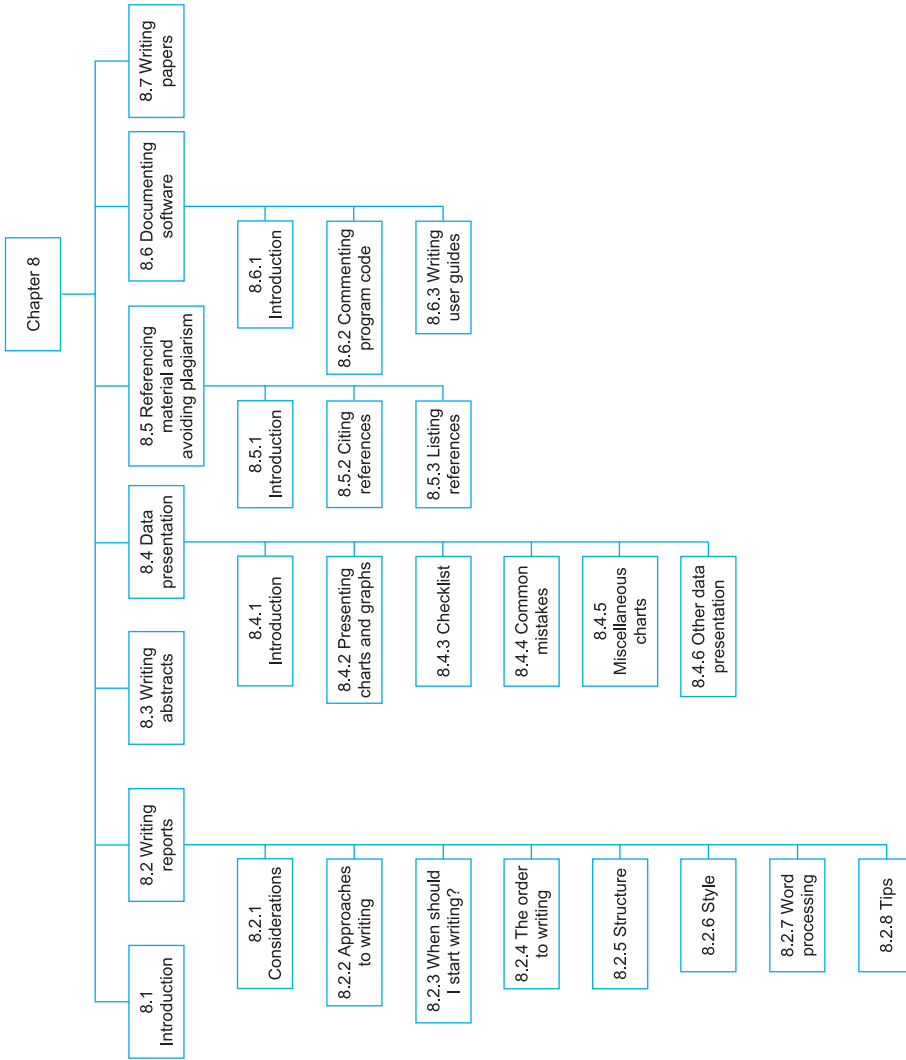 Chapter 8
8.1
Introduction
8.2 Writing
reports
8.2.1
Considerations
8.2.2 Approaches
to writing
8.2.3 When should
I start writing?
8.2.4 The order
to writing
8.2.5 Structure
8.2.6 Style
8.2.7 Word
processing
8.2.8 Tips
8.3 Writing
abstracts
8.4 Data
presentation
8.4.1
Introduction
8.4.2 Presenting
charts and graphs
8.4.3 Checklist
8.4.4 Common
mistakes
8.4.5
Miscellaneous
charts
8.4.6 Other data
presentation
8.5 Referencing
material and
avoiding plagiarism
8.5.1
Introduction
8.5.2 Citing
references
8.5.3 Listing
references
8.6 Documenting
software
8.6.1
Introduction
8.6.2 Commenting
program code
8.6.3 Writing
user guides
8.7 Writing
papers